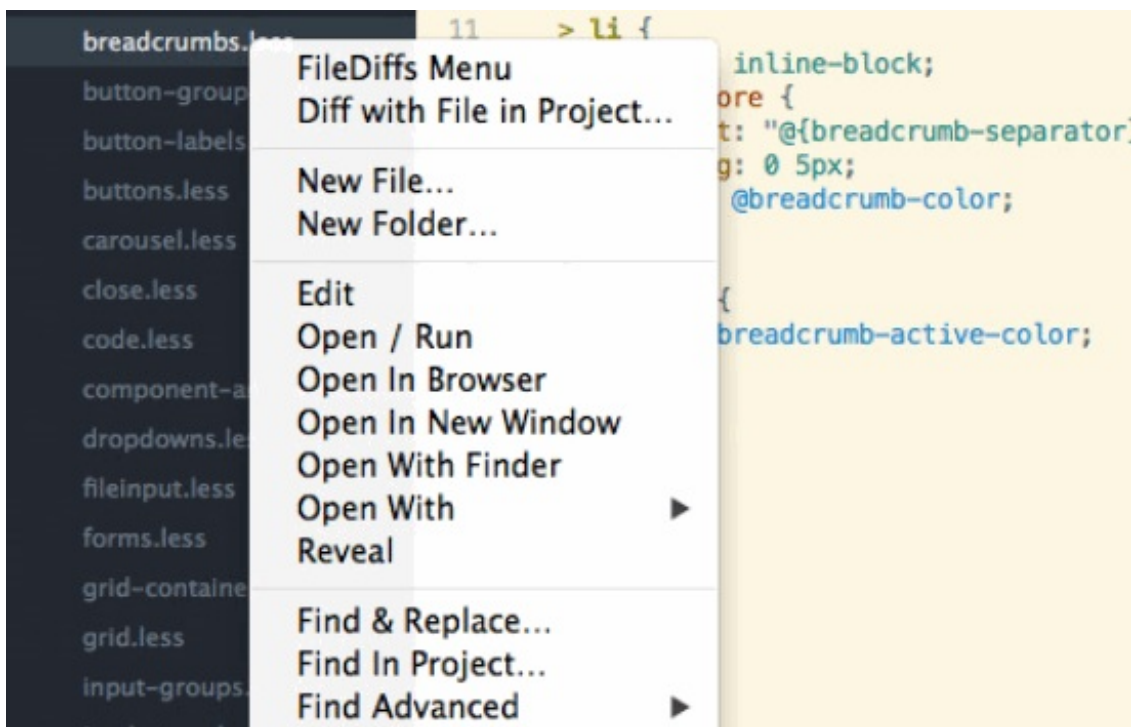 breadcrumbs.less
button-group
button-labels
buttons.less
carousel.less
close.less
code.less
dropdowns.le
fileinput.less
forms.less
grid-containe
grid.less
input-groups.
FileDiffs Menu
Diff with File in Project...
New File...
New Folder...
Edit
Open / Run
Open In Browser
Open In New Window
Open With Finder
Open With
Reveal
Find & Replace...
Find In Project...
Find Advanced
11 > li {
inline-block;
ore {
t: "@{breadcrumb-separator}
g: 0 5px;
@breadcrumb-color;
{
breadcrumb-active-color;